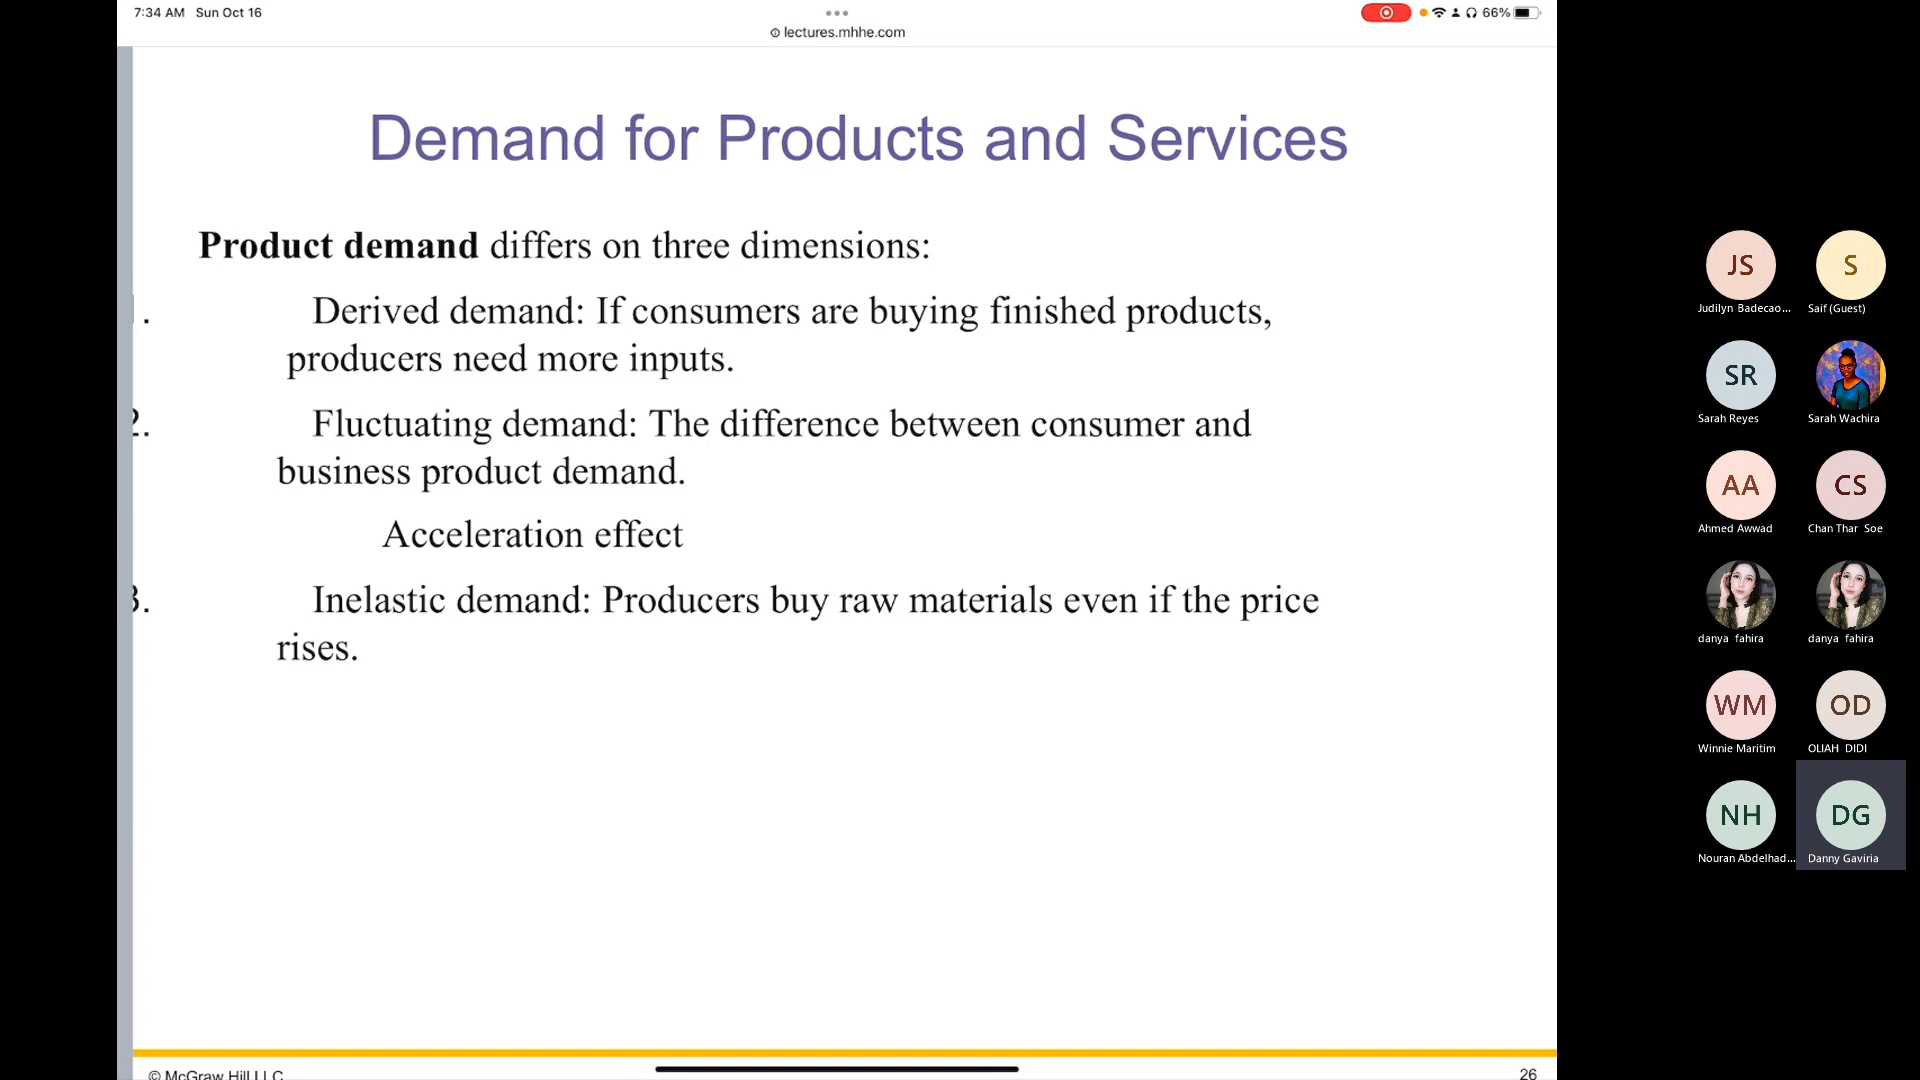 7:34 AM Sun Oct 16
lectures.mhhe.com
66%
Demand for Products and Services
Product demand differs on three dimensions:
1. Derived demand: If consumers are buying finished products,
producers need more inputs.
2. Fluctuating demand: The difference between consumer and
business product demand.
Acceleration effect
3. Inelastic demand: Producers buy raw materials even if the price
rises.
© McGraw Hill LLC
26
JS
S
Judilyn Badecao...
Saif (Guest)
SR
Sarah Reyes
Sarah Wachira
AA
CS
Ahmed Awwad
Chan Thar Soe
danya fahira
danya fahira
WM
OD
Winnie Maritim
OLIAH DIDI
NH
DG
Nouran Abdelhad...
Danny Gaviria